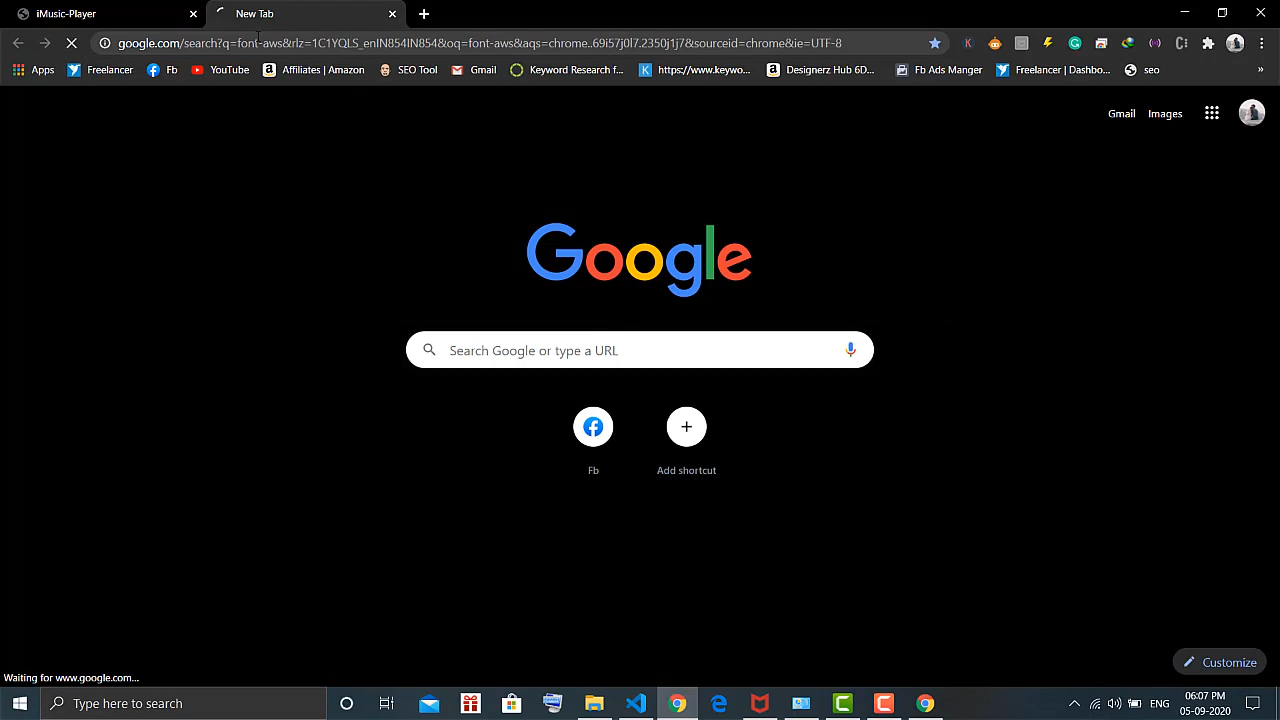 iMusic-Player
New Tab
google.com/search?q=font-aws&rlz=1C1YQLS_enIN854IN854&oq=font-aws&aqs=chrome..69i57j0l7.2350j1j7&sourceid=chrome&ie=UTF-8
Apps Freelancer Fb YouTube Affiliates | Amazon SEO Tool Gmail Keyword Research f... https://www.keywo... Designerz Hub 6D... Fb Ads Manger Freelancer | Dashbo... seo »
Gmail Images
Google
Search Google or type a URL
Fb Add shortcut
Customize
Waiting for www.google.com...
Type here to search
ENG
06:07 PM
05-09-2020